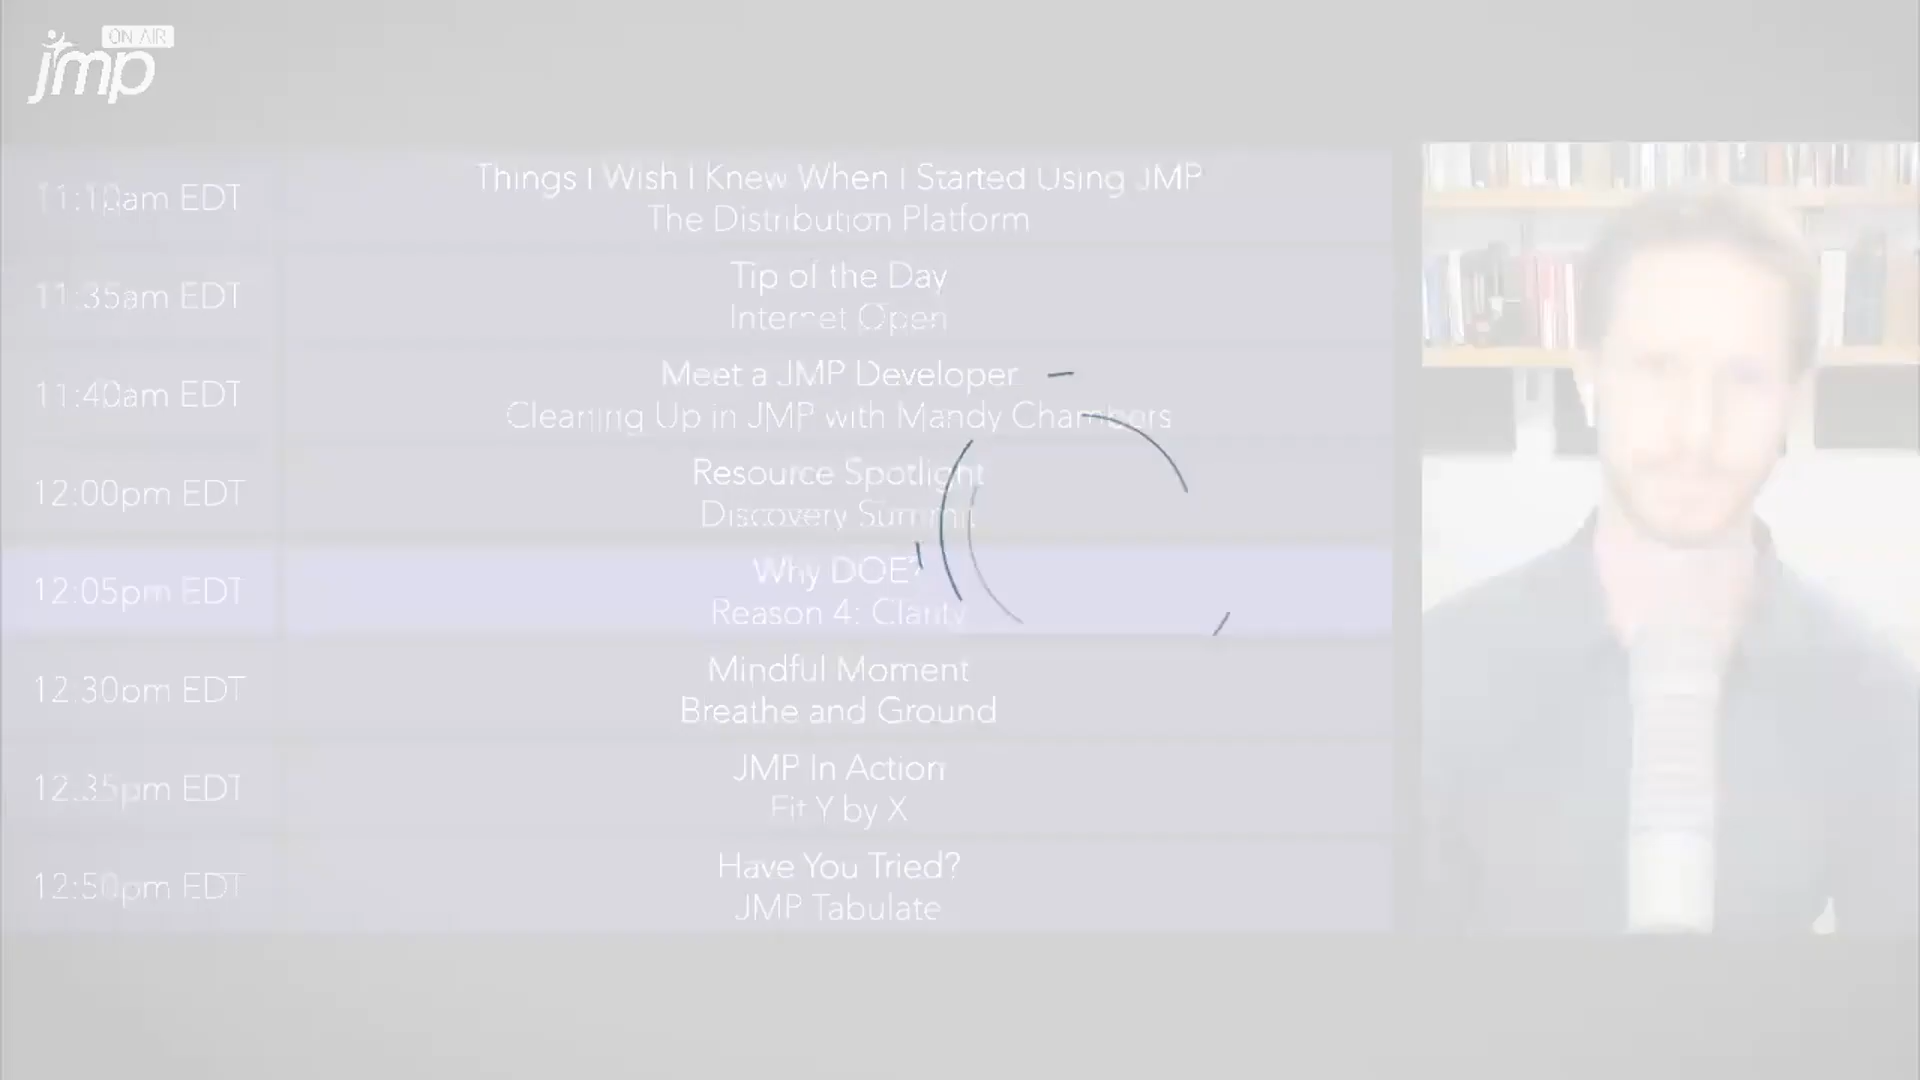 ON AIR
jmp
11:10am EDT
Things I Wish I Knew When I Started Using JMP
The Distribution Platform
11:35am EDT
Tip of the Day
Internet Open
11:40am EDT
Meet a JMP Developer
Cleaning Up in JMP with Mandy Chambers
12:00pm EDT
Resource Spotlight
Discovery Summit
12:05pm EDT
Why DOE?
Reason 4: Clarity
12:30pm EDT
Mindful Moment
Breathe and Ground
12:35pm EDT
JMP In Action
Fit Y by X
12:50pm EDT
Have You Tried?
JMP Tabulate